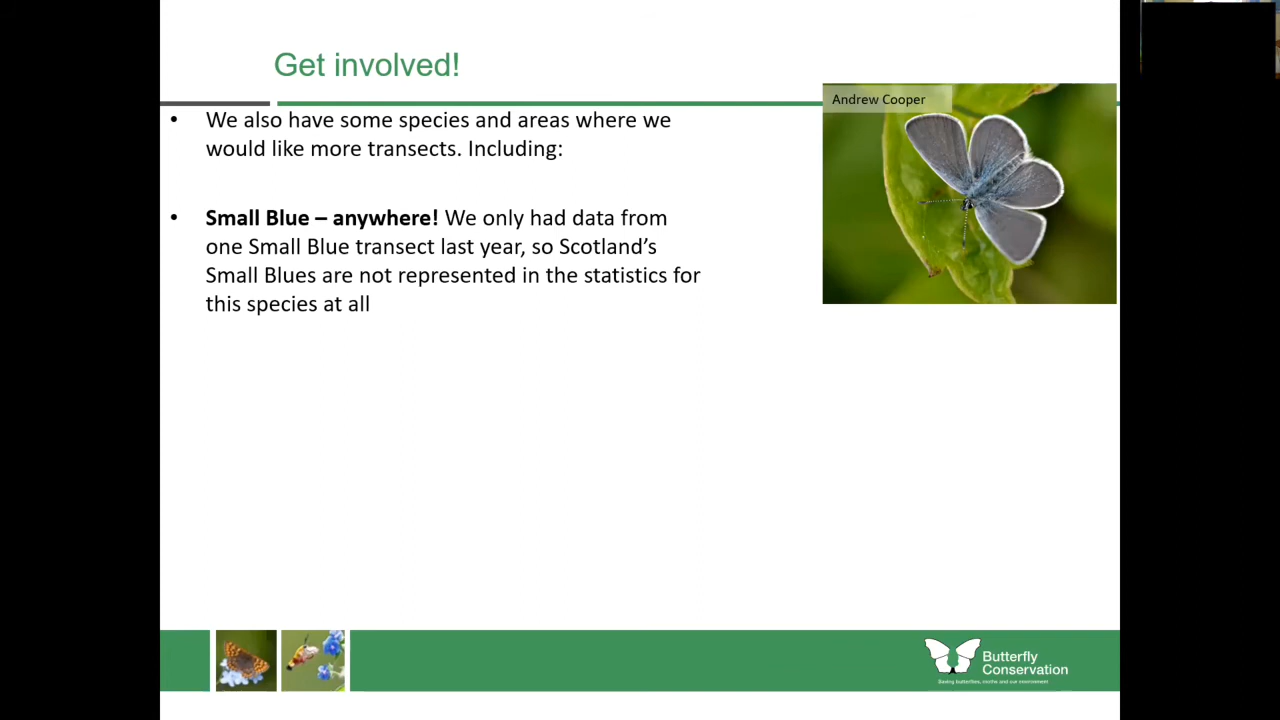 Get involved!
Andrew Cooper
• We also have some species and areas where we
would like more transects. Including:
• Small Blue – anywhere! We only had data from
one Small Blue transect last year, so Scotland's
Small Blues are not represented in the statistics for
this species at all
Butterfly
Conservation
Saving butterflies, moths and our environment